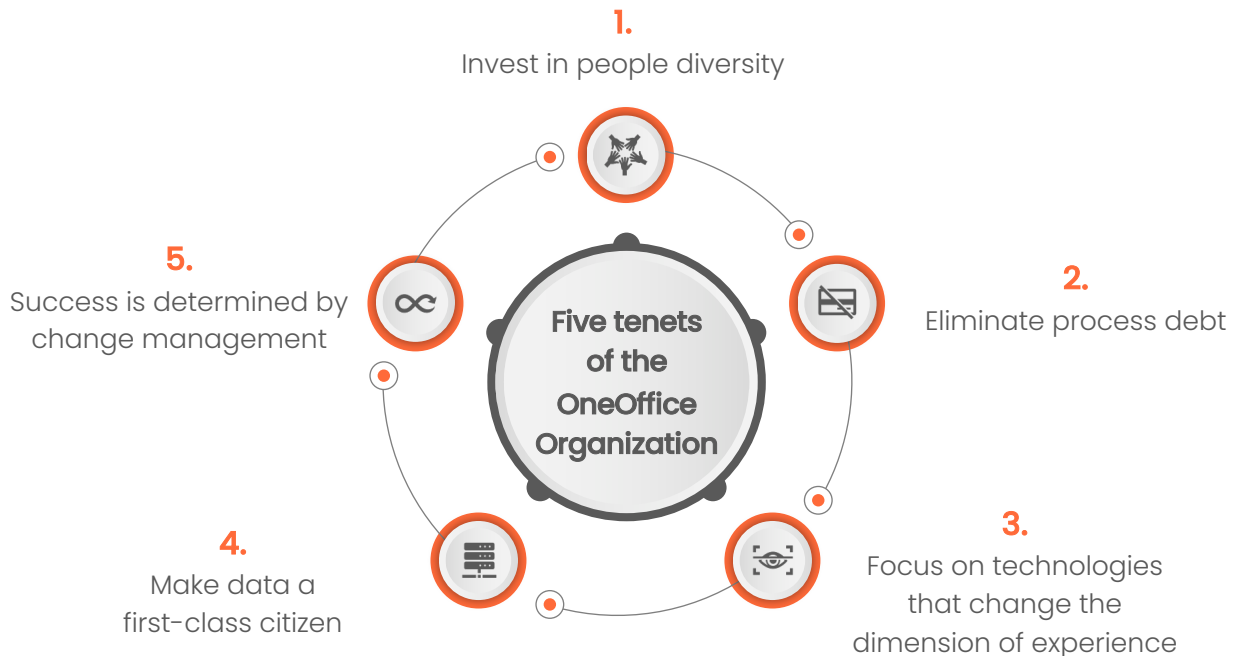 1.
Invest in people diversity
2.
Eliminate process debt
3.
Focus on technologies
that change the
dimension of experience
4.
Make data a
first-class citizen
5.
Success is determined by
change management
Five tenets
of the
OneOffice
Organization